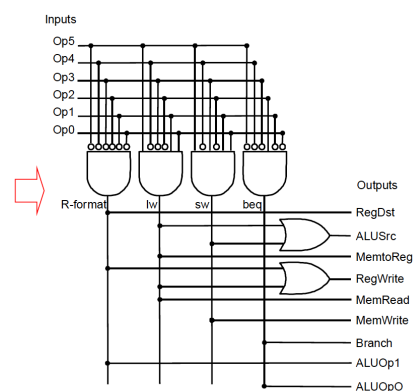 Inputs
Op5
Op4
Op3
Op2
Op1
Op0
R-format
lw
sw
beq
Outputs
RegDst
ALUSrc
MemtoReg
RegWrite
MemRead
MemWrite
Branch
ALUOp1
ALUOpO